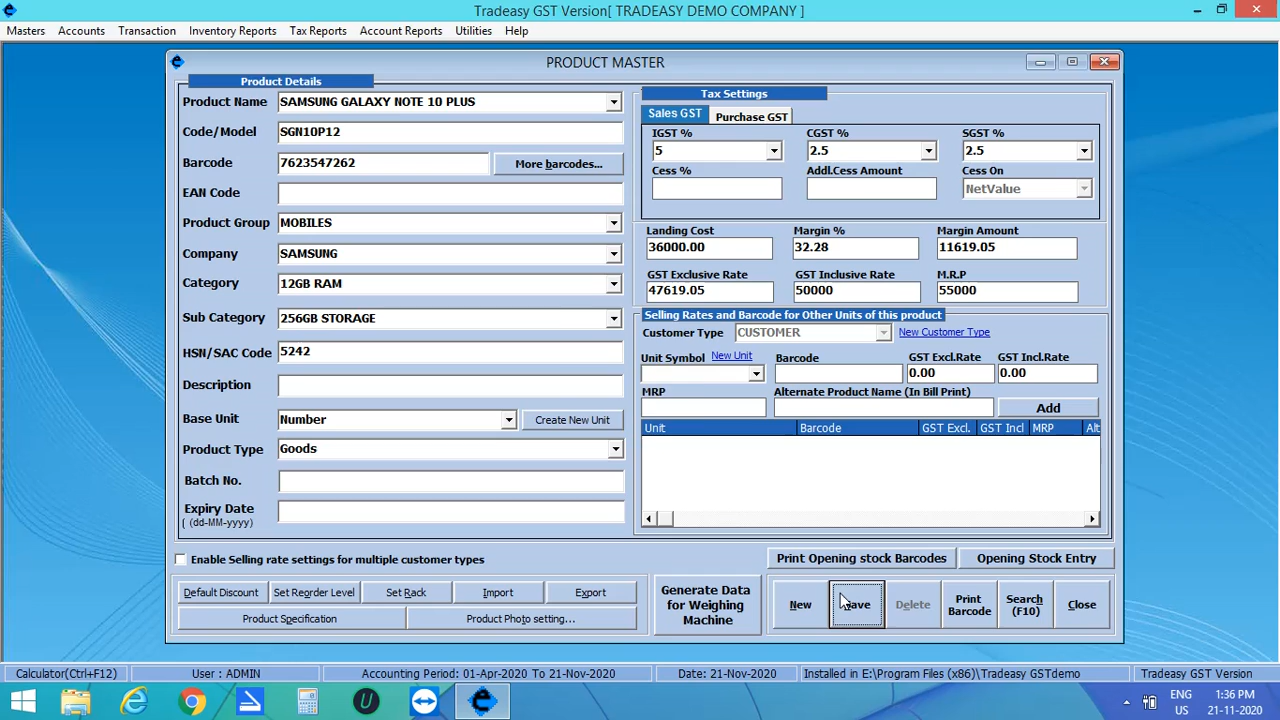 Tradeasy GST Version[ TRADEASY DEMO COMPANY ]
Masters Accounts Transaction Inventory Reports Tax Reports Account Reports Utilities Help
PRODUCT MASTER
Product Details
Product Name SAMSUNG GALAXY NOTE 10 PLUS
Code/Model SGN10P12
Barcode 7623547262 More barcodes...
EAN Code
Product Group MOBILES
Company SAMSUNG
Category 12GB RAM
Sub Category 256GB STORAGE
HSN/SAC Code 5242
Description
Base Unit Number Create New Unit
Product Type Goods
Batch No.
Expiry Date
[ (dd-MM-yyyy)
Tax Settings
Sales GST Purchase GST
IGST % CGST % SGST %
5 2.5 2.5
Cess % Addl.Cess Amount Cess On
NetValue
Landing Cost Margin % Margin Amount
36000.00 32.28 11619.05
GST Exclusive Rate GST Inclusive Rate M.R.P
47619.05 50000 55000
Selling Rates and Barcode for Other Units of this product
Customer Type CUSTOMER New Customer Type
Unit Symbol New Unit Barcode GST Excl.Rate GST Incl.Rate
0.00 0.00
MRP Alternate Product Name (In Bill Print)
Add
Unit Barcode GST Excl. GST Incl MRP Alt
Enable Selling rate settings for multiple customer types
Print Opening stock Barcodes Opening Stock Entry
Default Discount Set Reorder Level Set Rack Import Export
Product Specification Product Photo setting...
Generate Data
for Weighing
Machine
New Save Delete Print Barcode Search (F10) Close
Calculator(Ctrl+F12) User : ADMIN Accounting Period: 01-Apr-2020 To 21-Nov-2020 Date: 21-Nov-2020 Installed in E:\Program Files (x86)\Tradeasy GSTdemo Tradeasy GST Version
ENG 1:36 PM
US 21-11-2020